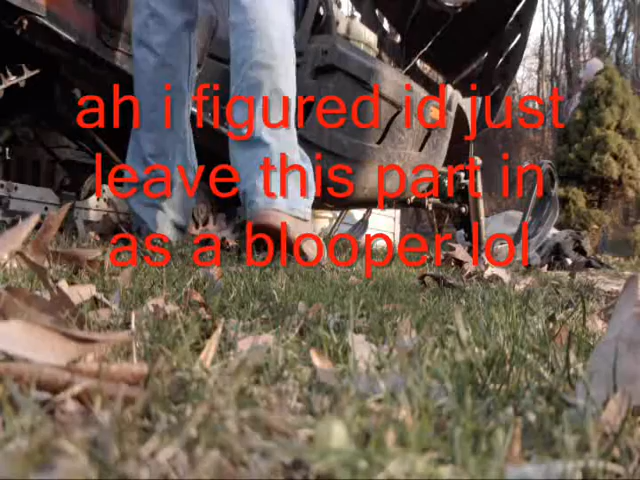 ah i figured id just
leave this part in
as a blooper lol